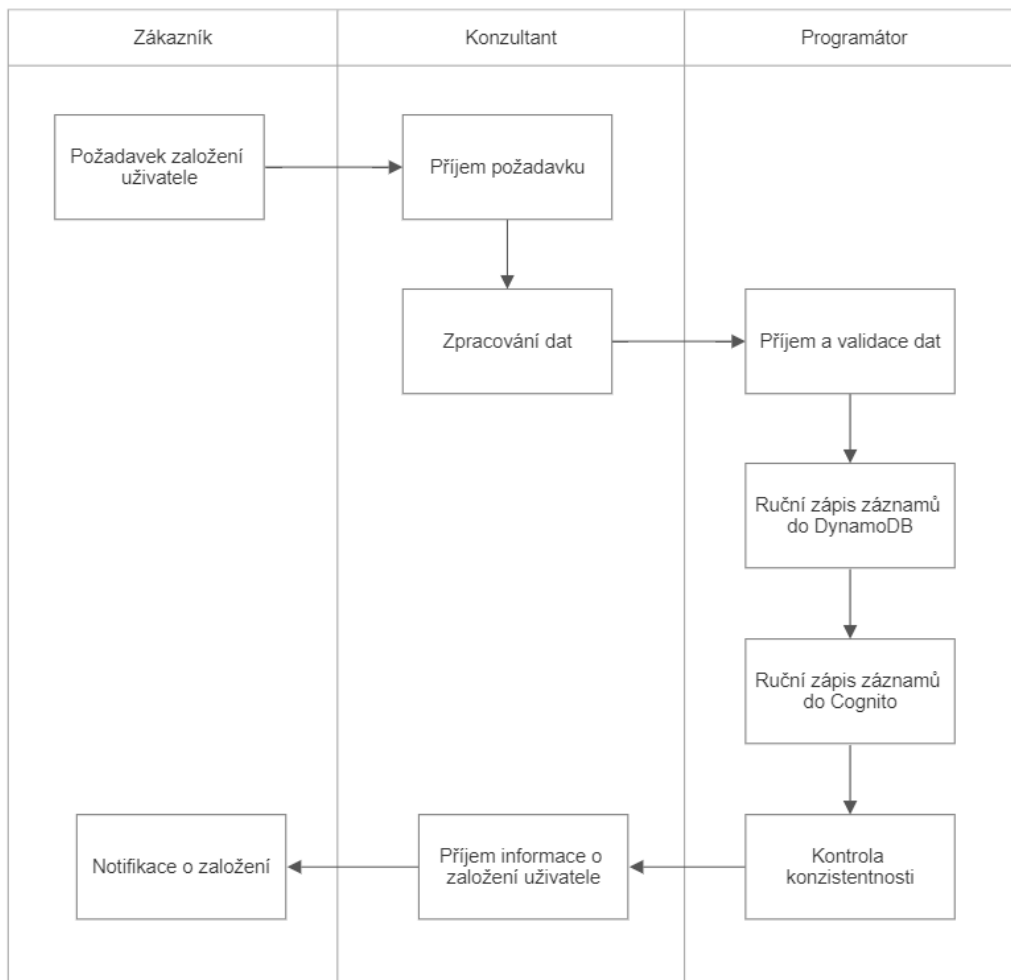 Zákazník
Konzultant
Programátor
Požadavek založení
uživatele
Příjem požadavku
Zpracování dat
Příjem a validace dat
Ruční zápis záznamů
do DynamoDB
Ruční zápis záznamů
do Cognito
Notifikace o založení
Příjem informace o
založení uživatele
Kontrola
konzistentnosti